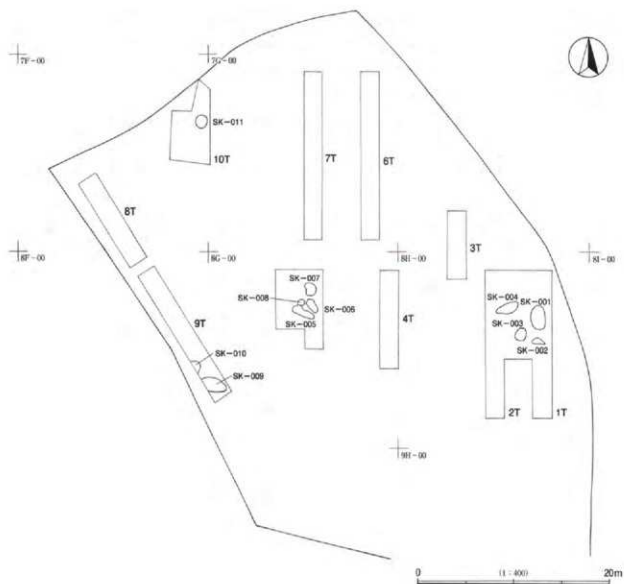 7F-00
7G-00
SK-011
10T
7T
6T
8T
3T
8F-00
8G-00
8H-00
8I-00
SK-007
SK-008
SK-006
SK-005
4T
SK-004
SK-001
SK-003
SK-002
9T
SK-010
SK-009
2T
1T
9H-00
0
(1:400)
20m